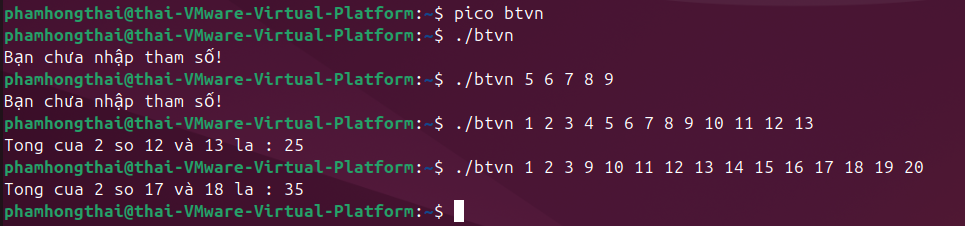 phamhongthai@thai-VMware-Virtual-Platform:~$ pico btvn
phamhongthai@thai-VMware-Virtual-Platform:~$ ./btvn
Bạn chưa nhập tham số!
phamhongthai@thai-VMware-Virtual-Platform:~$ ./btvn 5 6 7 8 9
Bạn chưa nhập tham số!
phamhongthai@thai-VMware-Virtual-Platform:~$ ./btvn 1 2 3 4 5 6 7 8 9 10 11 12 13
Tong cua 2 so 12 và 13 la : 25
phamhongthai@thai-VMware-Virtual-Platform:~$ ./btvn 1 2 3 9 10 11 12 13 14 15 16 17 18 19 20
Tong cua 2 so 17 và 18 la : 35
phamhongthai@thai-VMware-Virtual-Platform:~$